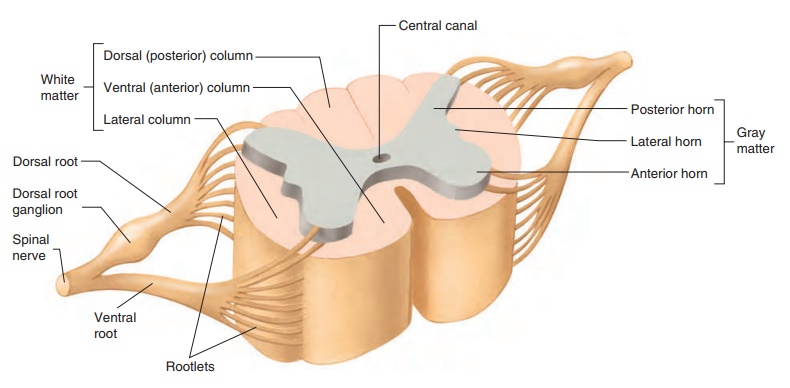 Central canal
White
matter
Dorsal (posterior) column
Ventral (anterior) column
Lateral column
Dorsal root
Dorsal root
ganglion
Spinal
nerve
Ventral
root
Rootlets
Posterior horn
Lateral horn
Anterior horn
Gray
matter